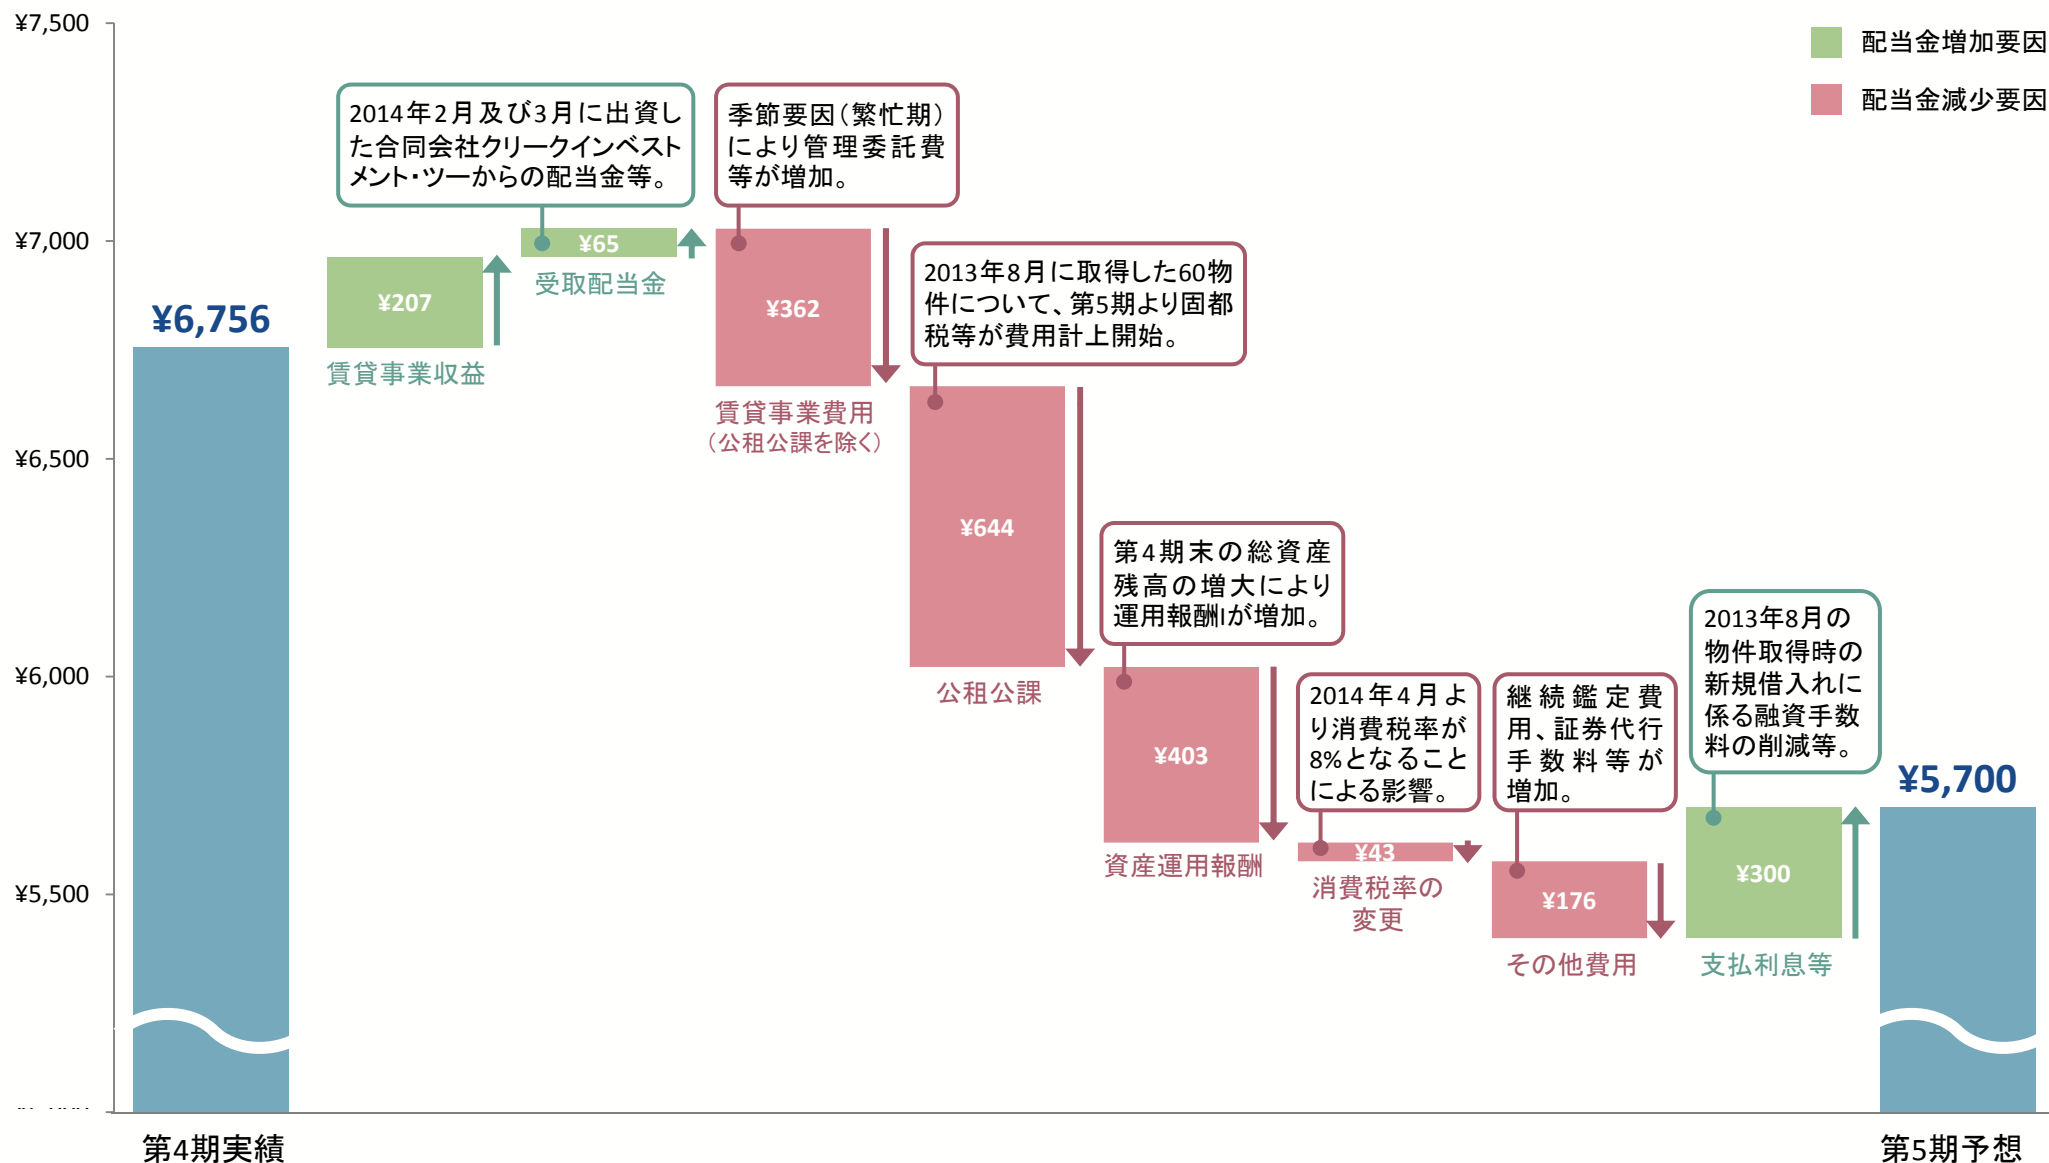 ¥7,500
¥7,000
¥6,500
¥6,000
¥5,500
配当金増加要因
配当金減少要因
¥6,756
第4期実績
¥207
賃貸事業収益
2014年2月及び3月に出資し
た合同会社クリークインベスト
メント・ツーからの配当金等。
¥65
受取配当金
季節要因(繁忙期)
により管理委託費
等が増加。
¥362
賃貸事業費用
(公租公課を除く)
2013年8月に取得した60物
件について、第5期より固都
税等が費用計上開始。
¥644
公租公課
第4期末の総資産
残高の増大により
運用報酬Iが増加。
¥403
資産運用報酬
2014年4月よ
り消費税率が
8%となること
による影響。
¥43
消費税率の
変更
継続鑑定費
用、証券代行
手数料等が
増加。
¥176
その他費用
2013年8月の
物件取得時の
新規借入れに
係る融資手数
料の削減等。
¥300
支払利息等
¥5,700
第5期予想